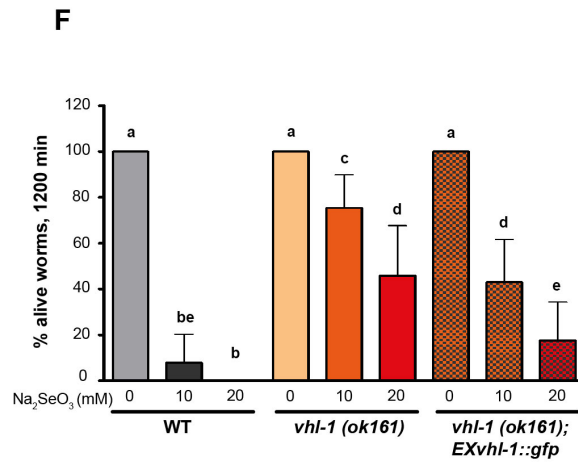 F
% alive worms, 1200 min
120
100
80
60
40
20
0
a
be
b
a
c
d
a
d
e
Na₂SeO₃ (mM)
0 10 20 0 10 20 0 10 20
WT vhl-1 (ok161) vhl-1 (ok161);
EXvhl-1::gfp